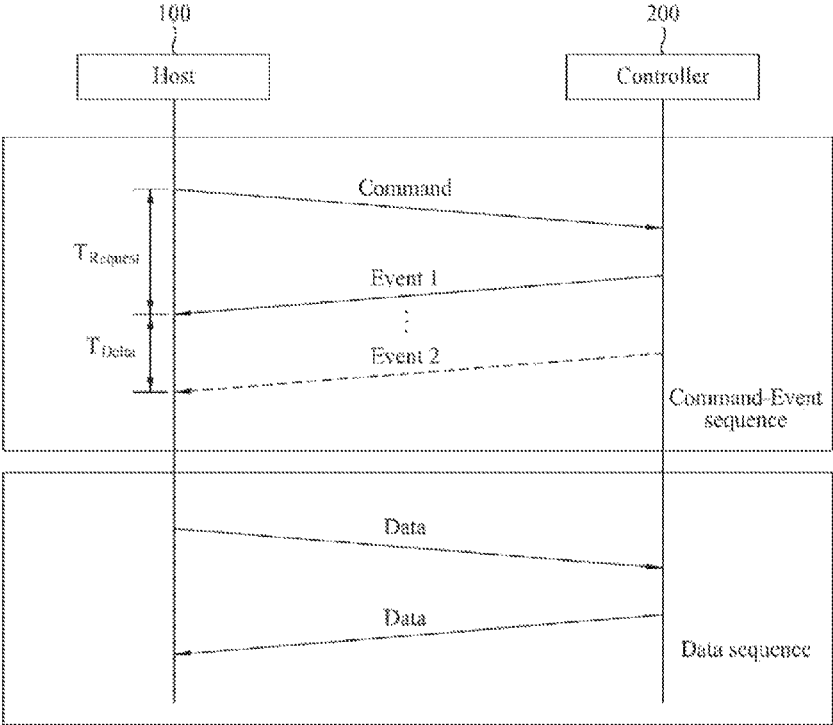 100
200
Host
Controller
Command
TRequest
Event 1
TDelta
Event 2
Command-Event
sequence
Data
Data
Data sequence